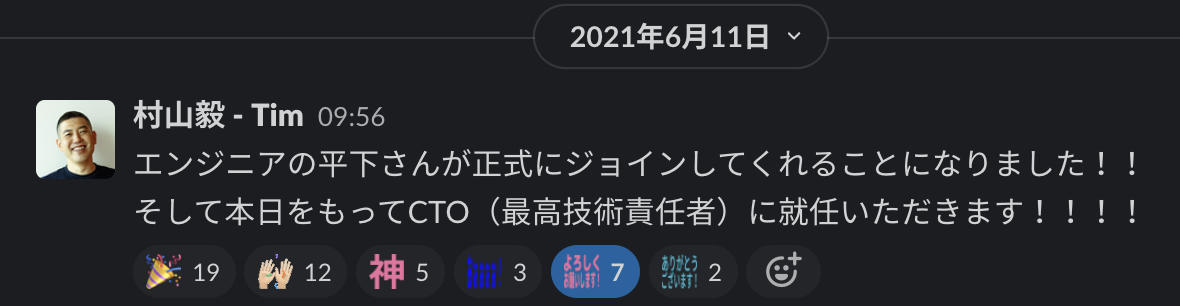 2021年6月11日
村山毅 - Tim 09:56
エンジニアの平下さんが正式にジョインしてくれることになりました！！
そして本日をもってCTO（最高技術責任者）に就任いただきます！！！！
19 12 神 5 3 よろしくお願いします! 7 ありがとうございます! 2